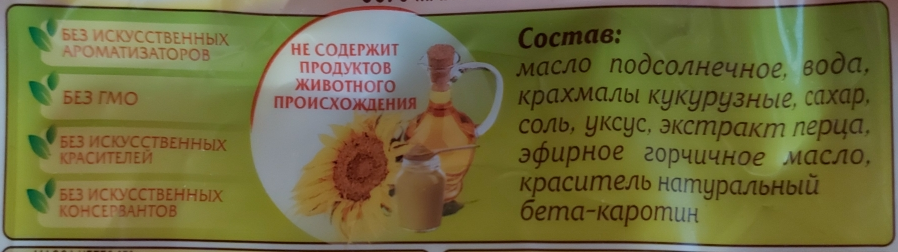 БЕЗ ИСКУССТВЕННЫХ
АРОМАТИЗАТОРОВ
БЕЗ ГМО
БЕЗ ИСКУССТВЕННЫХ
КРАСИТЕЛЕЙ
БЕЗ ИСКУССТВЕННЫХ
КОНСЕРВАНТОВ
НЕ СОДЕРЖИТ
ПРОДУКТОВ
ЖИВОТНОГО
ПРОИСХОЖДЕНИЯ
Состав:
масло подсолнечное, вода,
крахмалы кукурузные, сахар,
соль, уксус, экстракт перца,
эфирное горчичное масло,
краситель натуральный
бета-каротин